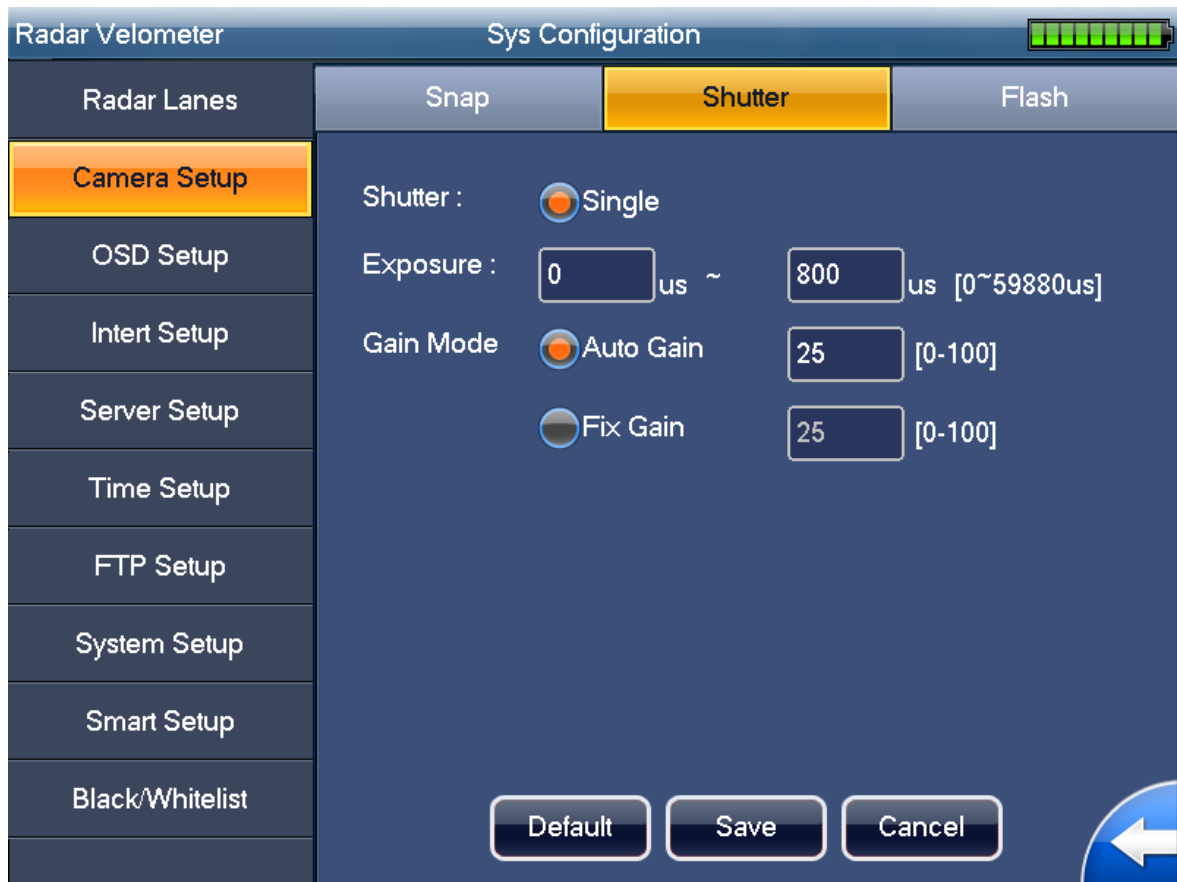 Radar Velometer Sys Configuration
Radar Lanes
Camera Setup
OSD Setup
Intert Setup
Server Setup
Time Setup
FTP Setup
System Setup
Smart Setup
Black/Whitelist
Snap Shutter Flash
Shutter : Single
Exposure : 0 us ~ 800 us [0~59880us]
Gain Mode Auto Gain 25 [0-100]
Fix Gain 25 [0-100]
Default Save Cancel